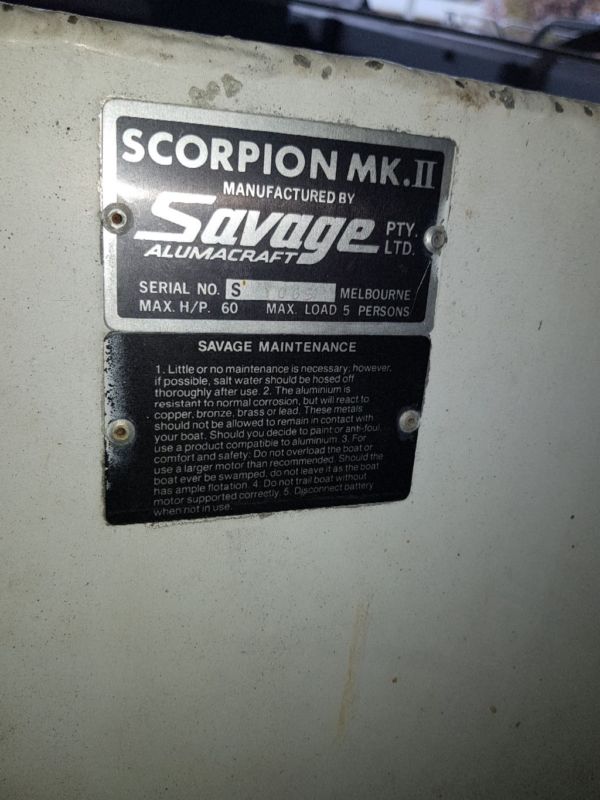 SCORPION MK.II
MANUFACTURED BY
Savage PTY.
ALUMACRAFT LTD.
SERIAL NO. S MELBOURNE
MAX. H/P. 60 MAX. LOAD 5 PERSONS
SAVAGE MAINTENANCE
1. Little or no maintenance is necessary; however,
if possible, salt water should be hosed off
thoroughly after use. 2. The aluminium is
resistant to normal corrosion, but will react to
copper, bronze, brass or lead. These metals
should not be allowed to remain in contact with
your boat. Should you decide to paint or anti-foul,
use a product compatible to aluminium. 3. For
comfort and safety: Do not overload the boat or
use a larger motor than recommended. Should the
boat ever be swamped, do not leave it as the boat
has ample flotation. 4. Do not trail boat without
motor supported correctly. 5. Disconnect battery
when not in use.